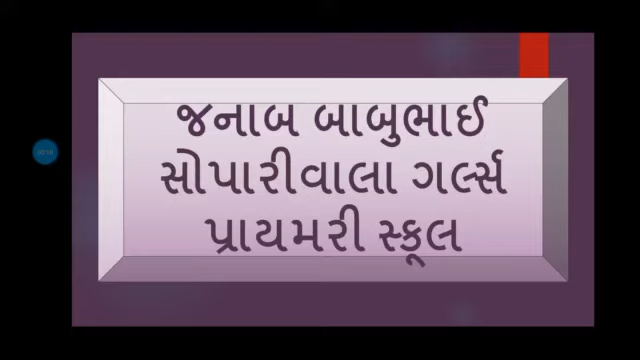 જનાબ બાબુભાઈ
સોપારીવાલા ગર્લ્સ
પ્રાયમરી સ્કૂલ